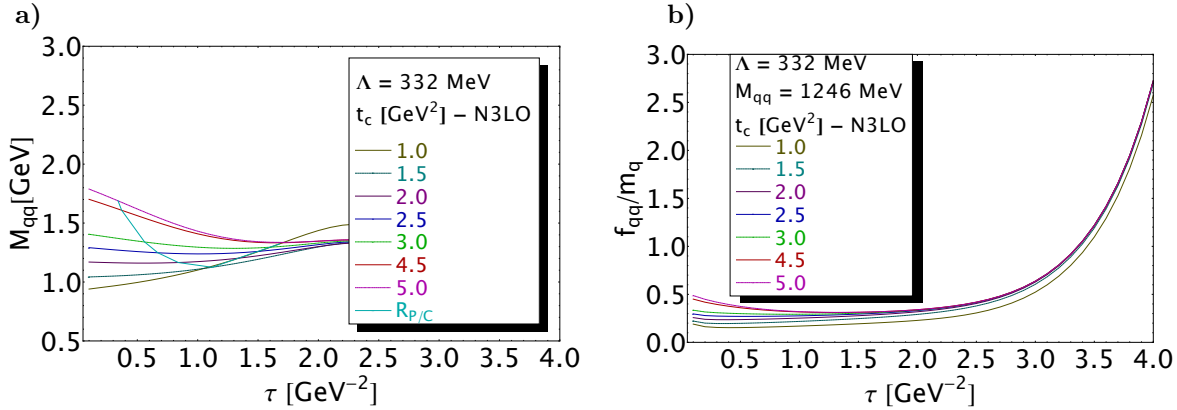 a)
M_qq[GeV]
3.0
2.5
2.0
1.5
1.0
0.5
Λ = 332 MeV
t_c [GeV²] − N3LO
1.0
1.5
2.0
2.5
3.0
4.5
5.0
R_P/C
0.5 1.0 1.5 2.0 2.5 3.0 3.5 4.0
τ [GeV⁻²]
b)
f_qq/m_q
3.0
2.5
2.0
1.5
1.0
0.5
0.0
Λ = 332 MeV
M_qq = 1246 MeV
t_c [GeV²] − N3LO
1.0
1.5
2.0
2.5
3.0
4.5
5.0
0.5 1.0 1.5 2.0 2.5 3.0 3.5 4.0
τ [GeV⁻²]